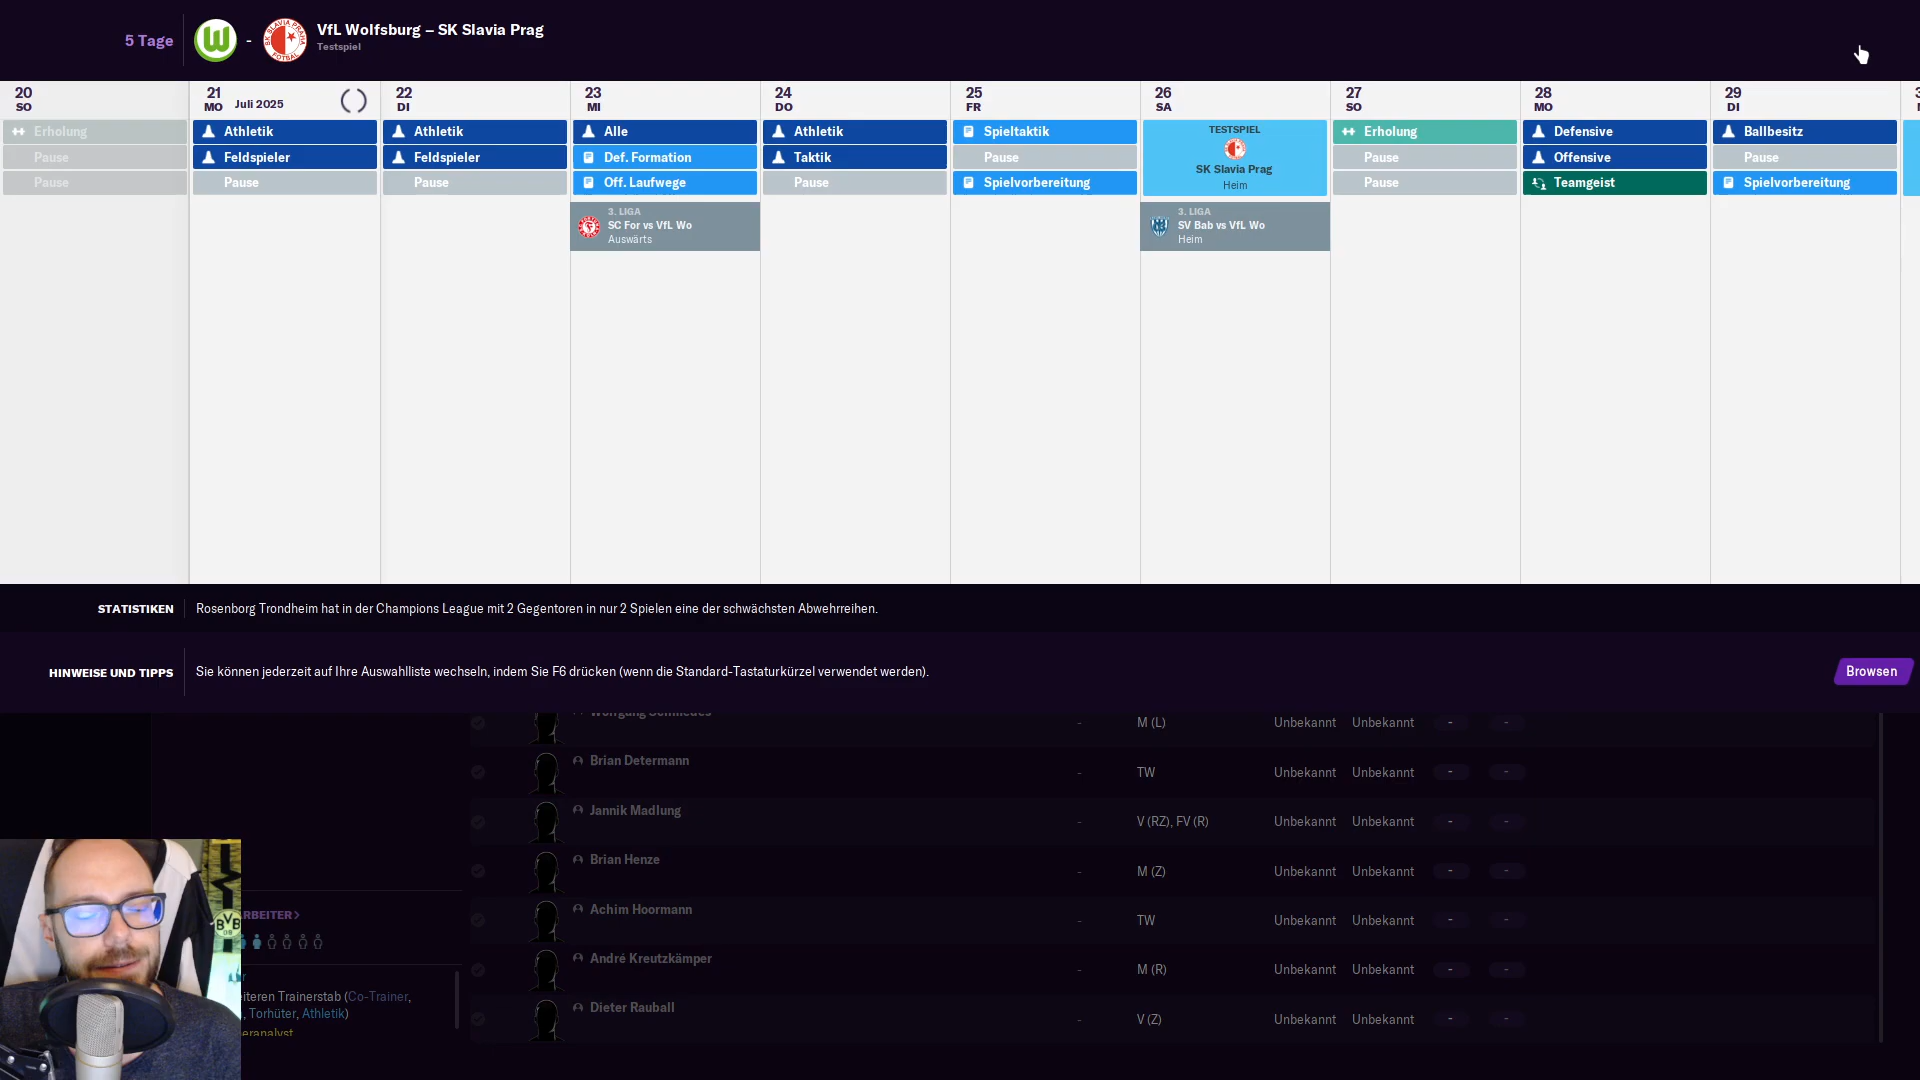 5 Tage
-
VfL Wolfsburg – SK Slavia Prag
Testspiel
20
SO
Erholung
Pause
Pause
21
MO Juli 2025
Athletik
Feldspieler
Pause
22
DI
Athletik
Feldspieler
Pause
23
MI
Alle
Def. Formation
Off. Laufwege
3. LIGA
SC For vs VfL Wo
Auswärts
24
DO
Athletik
Taktik
Pause
25
FR
Spieltaktik
Pause
Spielvorbereitung
26
SA
TESTSPIEL
SK Slavia Prag
Heim
3. LIGA
SV Bab vs VfL Wo
Heim
27
SO
Erholung
Pause
Pause
28
MO
Defensive
Offensive
Teamgeist
29
DI
Ballbesitz
Pause
Spielvorbereitung
STATISTIKEN
Rosenborg Trondheim hat in der Champions League mit 2 Gegentoren in nur 2 Spielen eine der schwächsten Abwehrreihen.
HINWEISE UND TIPPS
Sie können jederzeit auf Ihre Auswahlliste wechseln, indem Sie F6 drücken (wenn die Standard-Tastaturkürzel verwendet werden).
Browsen
- M (L) Unbekannt Unbekannt - -
Brian Determann - TW Unbekannt Unbekannt - -
Jannik Madlung - V (RZ), FV (R) Unbekannt Unbekannt - -
Brian Henze - M (Z) Unbekannt Unbekannt - -
Achim Hoormann - TW Unbekannt Unbekannt - -
André Kreutzkämper - M (R) Unbekannt Unbekannt - -
Dieter Rauball - V (Z) Unbekannt Unbekannt - -
RBEITER
iteren Trainerstab (Co-Trainer,
, Torhüter, Athletik)
eranalyst
BVB
09